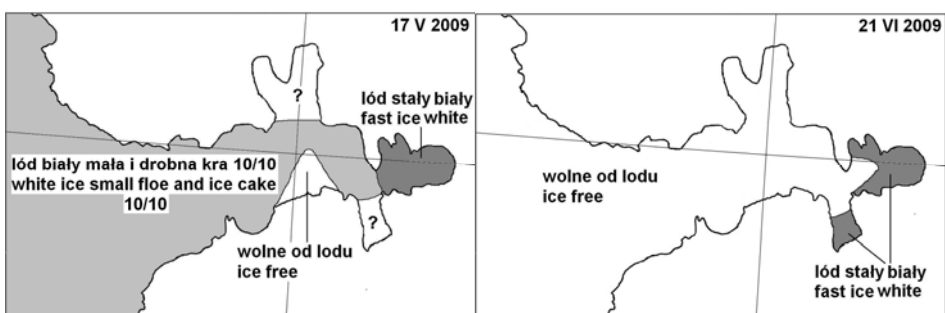 17 V 2009
?
lód stały biały
fast ice white
lód biały mała i drobna kra 10/10
white ice small floe and ice cake
10/10
?
wolne od lodu
ice free
21 VI 2009
wolne od lodu
ice free
lód stały biały
fast ice white